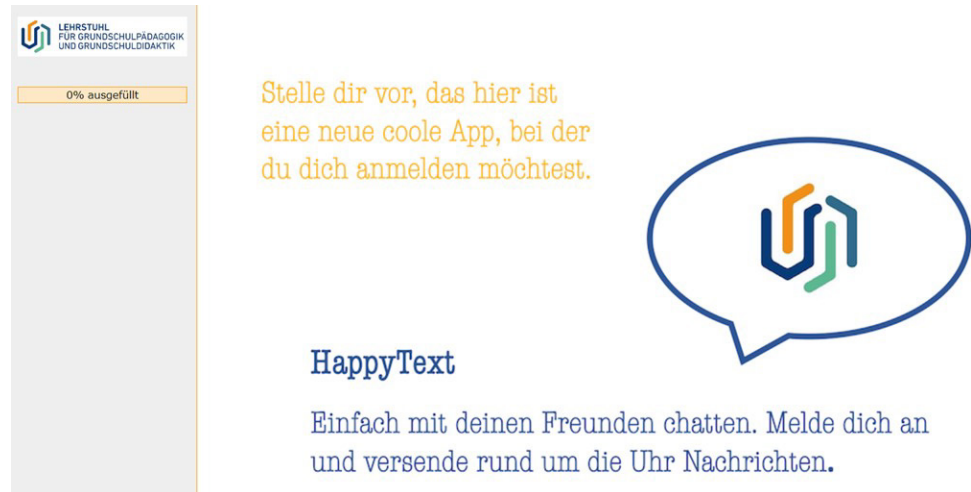 LEHRSTUHL
FÜR GRUNDSCHULPÄDAGOGIK
UND GRUNDSCHULDIDAKTIK
0% ausgefüllt
Stelle dir vor, das hier ist
eine neue coole App, bei der
du dich anmelden möchtest.
HappyText
Einfach mit deinen Freunden chatten. Melde dich an
und versende rund um die Uhr Nachrichten.